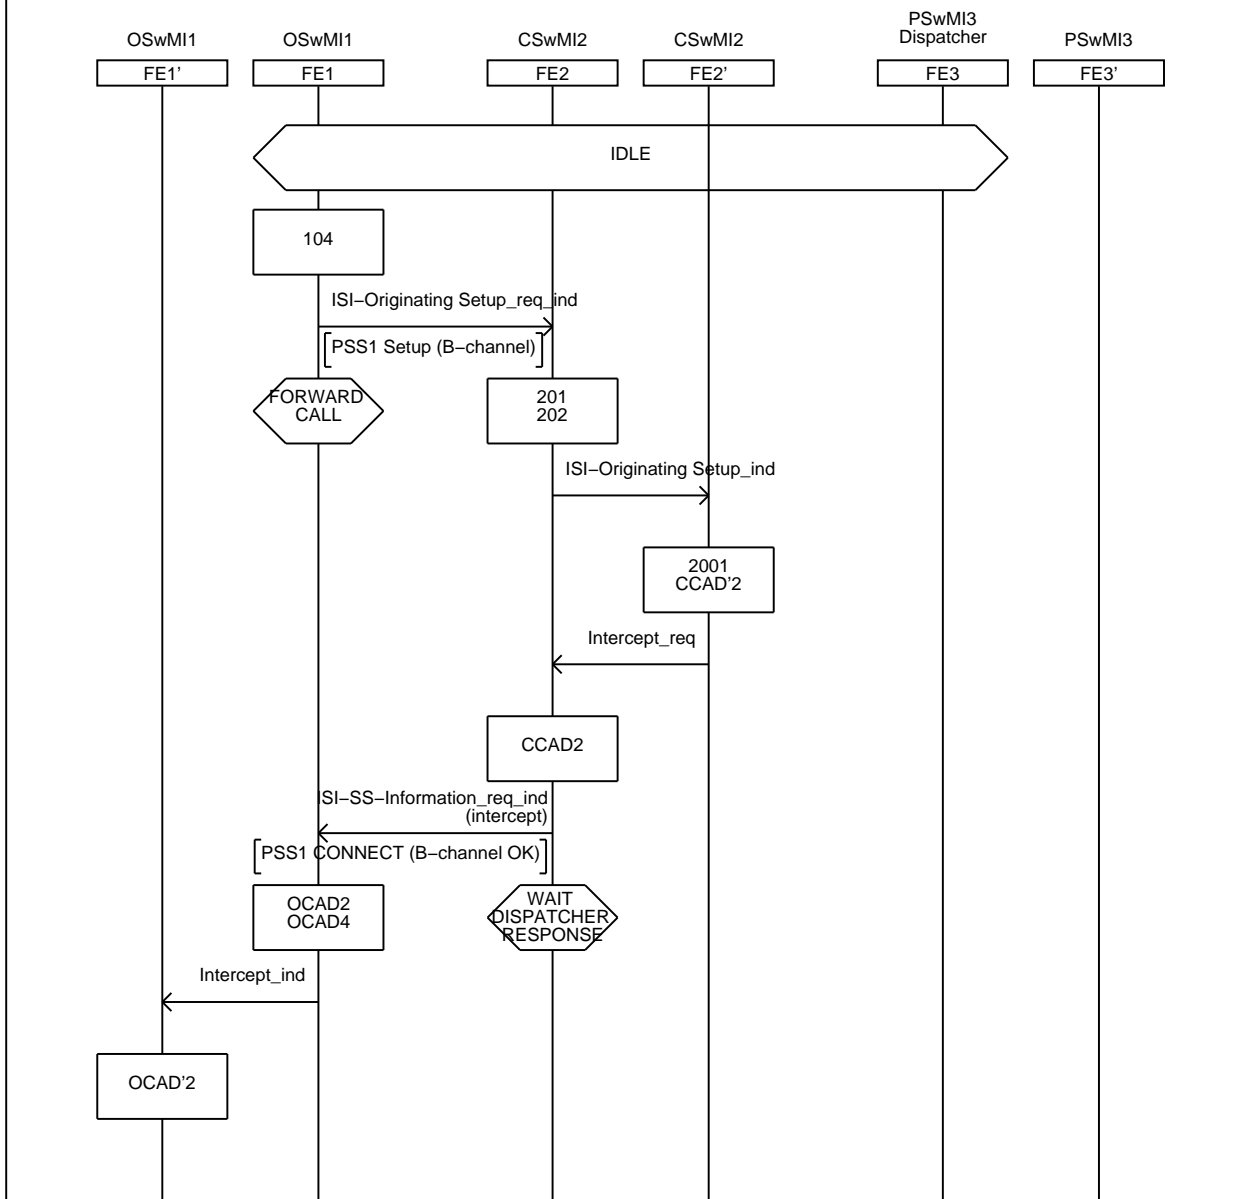 PSwMI3
OSwMI1 OSwMI1 CSwMI2 CSwMI2 Dispatcher PSwMI3
FE1’ FE1 FE2 FE2’ FE3 FE3’
IDLE
104
ISI–Originating Setup_req_ind
PSS1 Setup (B–channel)
FORWARD
CALL
201
202
ISI–Originating Setup_ind
2001
CCAD’2
Intercept_req
CCAD2
ISI–SS–Information_req_ind
(intercept)
PSS1 CONNECT (B–channel OK)
OCAD2
OCAD4
WAIT
DISPATCHER
RESPONSE
Intercept_ind
OCAD’2